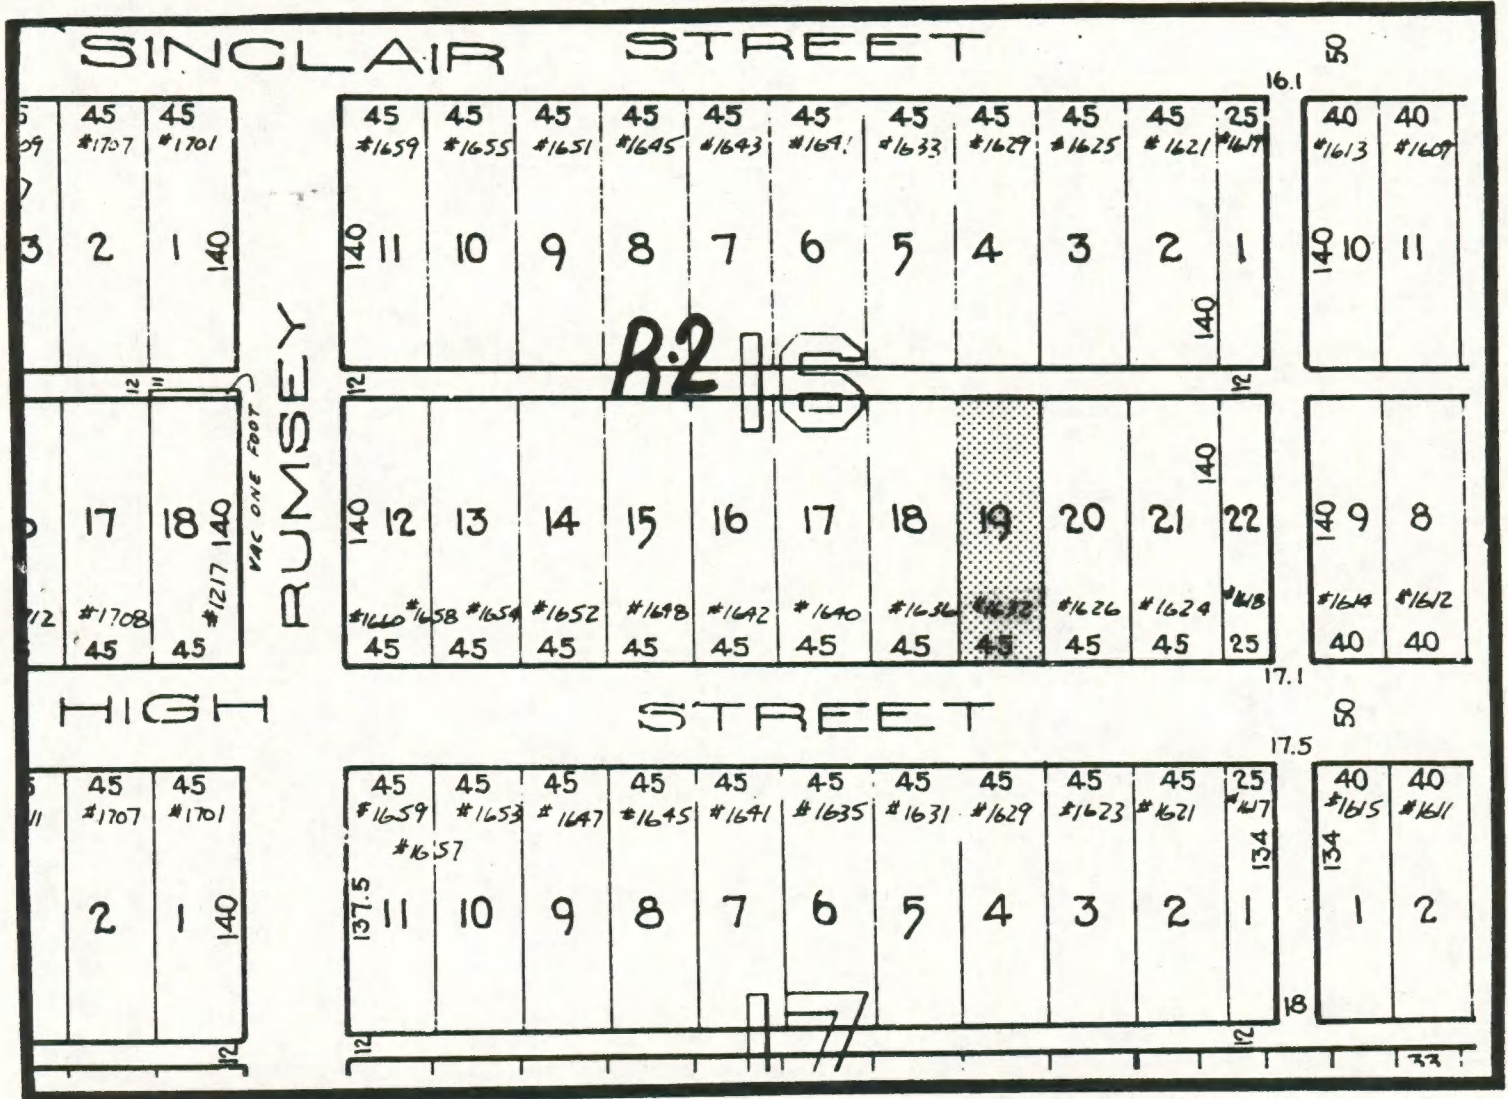 SINCLAIR STREET 50
16.1
45 45 45 45 45 45 45 45 45 45 45 45 25 40 40
#1707 #1701 #1659 #1655 #1651 #1645 #1643 #1633 #1629 #1625 #1621 #1619 #1613 #1609
3 2 1 140 140 11 10 9 8 7 6 5 4 3 2 1 140 10 11
140
R-2 16
12 11 12 12
RUMSEY
VAC ONE FOOT
140
17 18 140 140 12 13 14 15 16 17 18 19 20 21 22 140 9 8
#1708 #1217 #1660 #1658 #1654 #1652 #1648 #1642 #1640 #1636 #1632 #1626 #1624 #1618 #1614 #1612
45 45 45 45 45 45 45 45 45 45 45 45 25 40 40
17.1
HIGH STREET 50
17.5
45 45 45 45 45 45 45 45 45 45 45 45 25 40 40
#1707 #1701 #1659 #1653 #1647 #1645 #1641 #1635 #1631 #1629 #1623 #1621 #1617 #1615 #1611
#1657 134 134
2 1 140 137.5 11 10 9 8 7 6 5 4 3 2 1 1 2
17 18
12 12 12 33